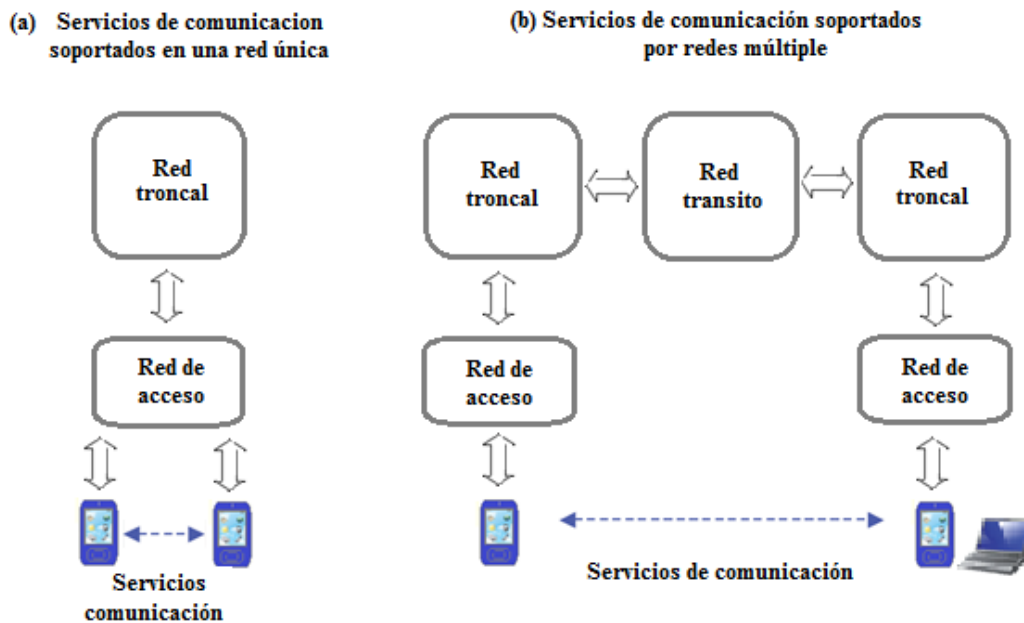 (a) Servicios de comunicacion
soportados en una red única
(b) Servicios de comunicación soportados
por redes múltiple
Red
troncal
Red
troncal
Red
transito
Red
troncal
Red de
acceso
Red de
acceso
Red de
acceso
Servicios
comunicación
Servicios de comunicación